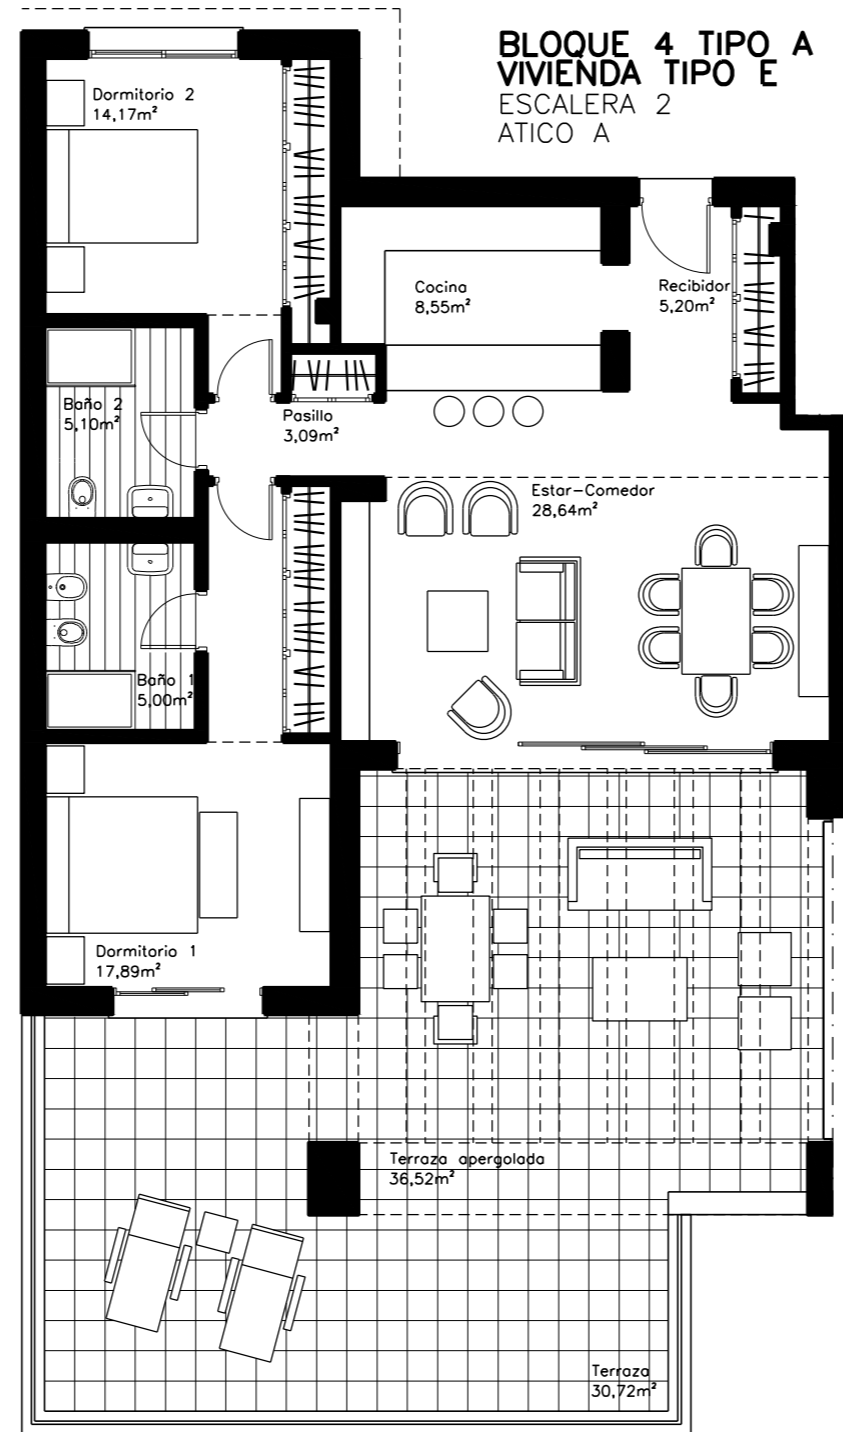 BLOQUE 4 TIPO A
VIVIENDA TIPO E
ESCALERA 2
ATICO A
Dormitorio 2
14,17m²
Cocina
8,55m²
Recibidor
5,20m²
Baño 2
5,10m²
Pasillo
3,09m²
Estar-Comedor
28,64m²
Baño 1
5,00m²
Dormitorio 1
17,89m²
Terraza apergolada
36,52m²
Terraza
30,72m²